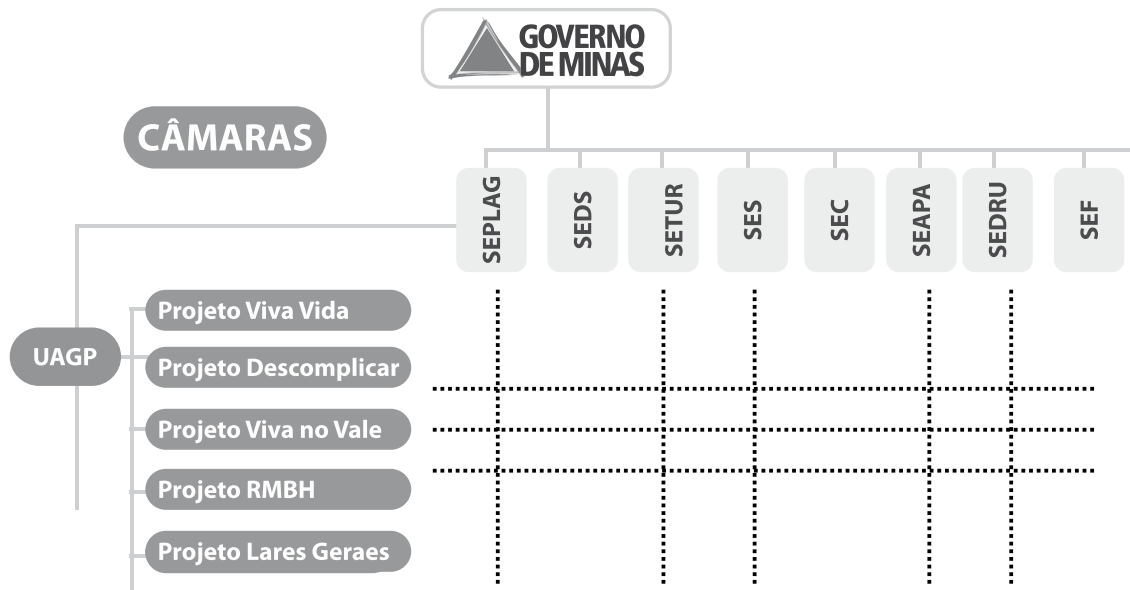 GOVERNO
DE MINAS
CÂMARAS
SEPLAG
SEDS
SETUR
SES
SEC
SEAPA
SEDRU
SEF
UAGP
Projeto Viva Vida
Projeto Descomplicar
Projeto Viva no Vale
Projeto RMBH
Projeto Lares Geraes